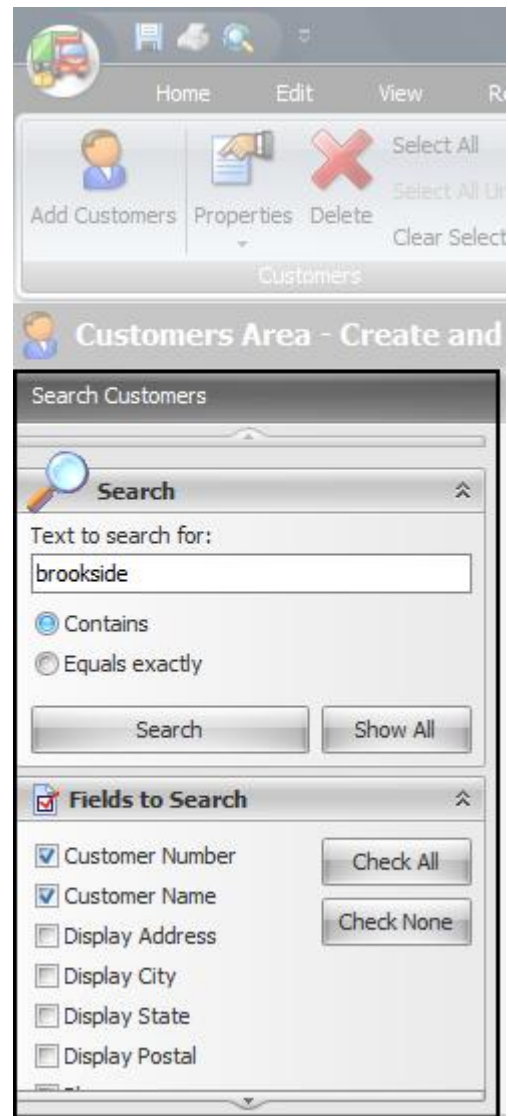 Home Edit View
Select All
Add Customers Properties Delete Select All
Clear Select
Customers
Customers Area - Create and
Search Customers
Search
Text to search for:
brookside
Contains
Equals exactly
Search Show All
Fields to Search
Customer Number Check All
Customer Name
Display Address Check None
Display City
Display State
Display Postal